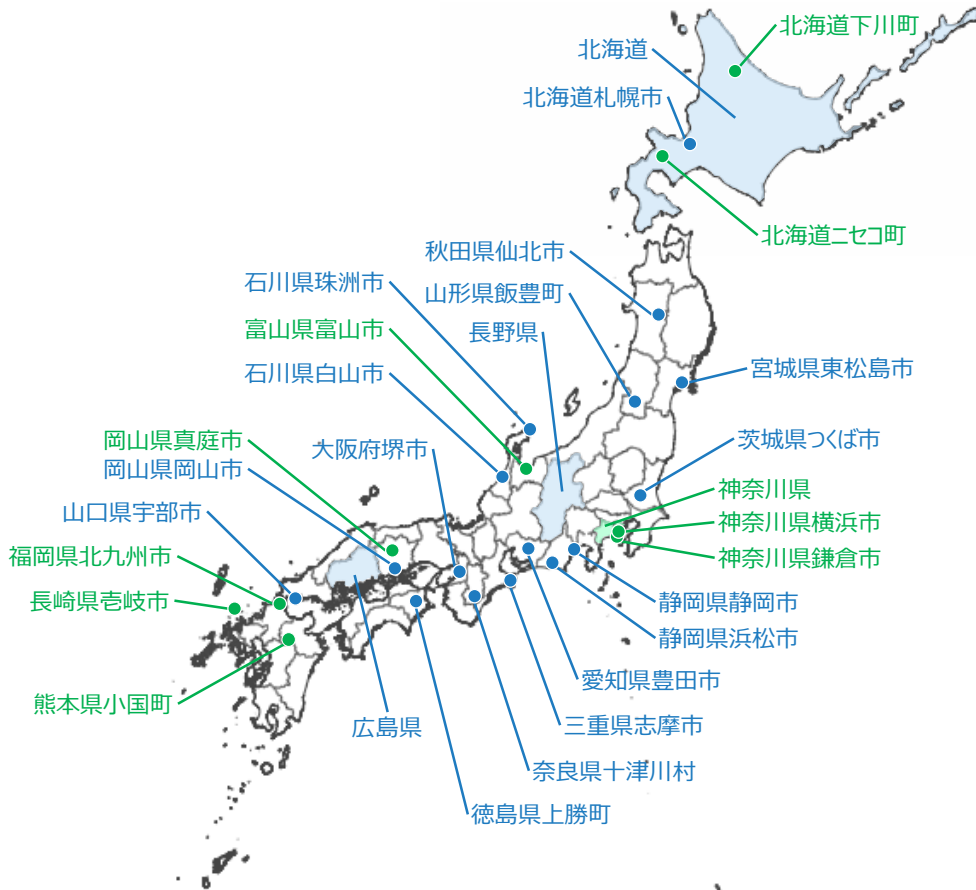 北海道下川町
北海道
北海道札幌市
北海道ニセコ町
秋田県仙北市
石川県珠洲市
山形県飯豊町
富山県富山市
長野県
宮城県東松島市
石川県白山市
岡山県真庭市
大阪府堺市
茨城県つくば市
岡山県岡山市
神奈川県
山口県宇部市
神奈川県横浜市
福岡県北九州市
神奈川県鎌倉市
長崎県壱岐市
静岡県静岡市
静岡県浜松市
愛知県豊田市
熊本県小国町
広島県
三重県志摩市
奈良県十津川村
徳島県上勝町